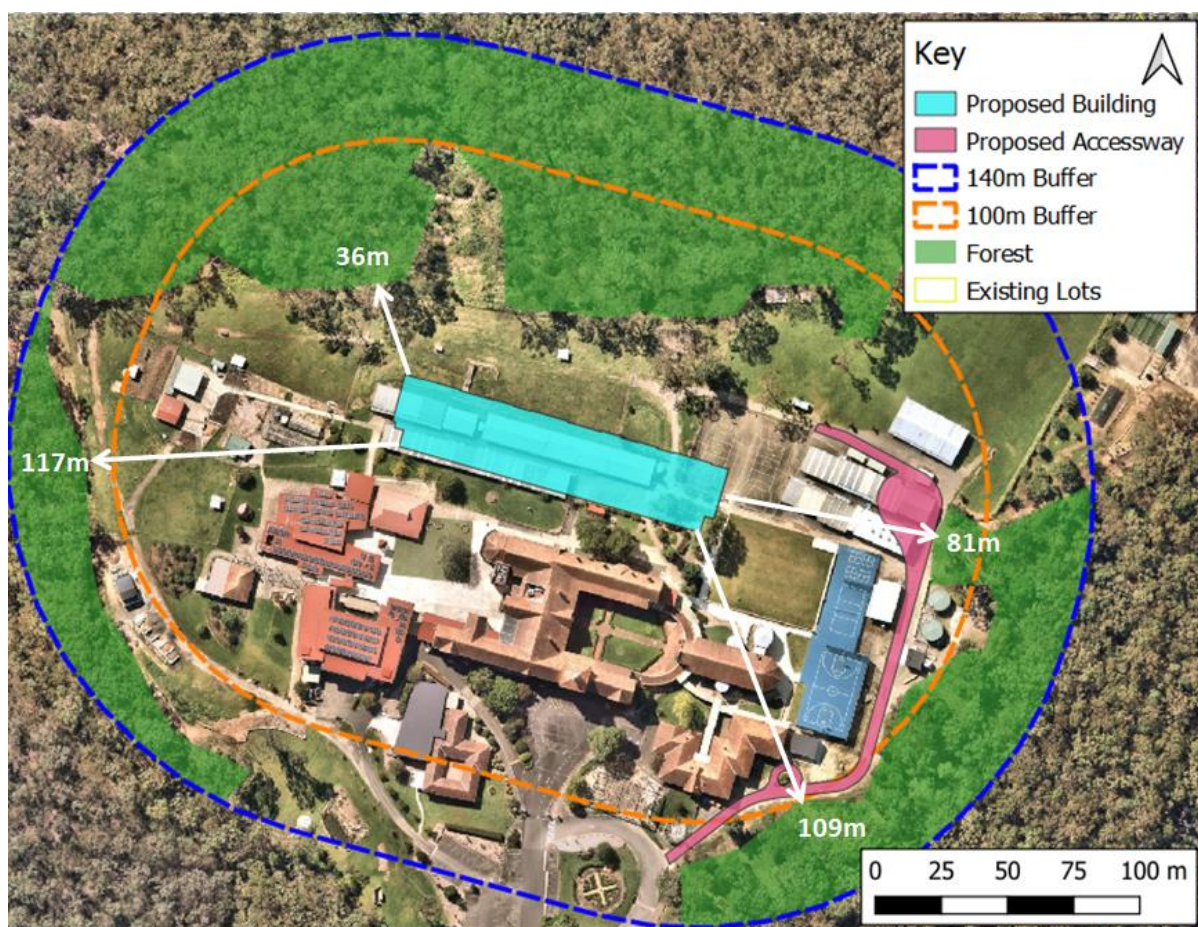 Key
Proposed Building
Proposed Accessway
140m Buffer
100m Buffer
Forest
Existing Lots
36m
117m
81m
109m
0 25 50 75 100 m